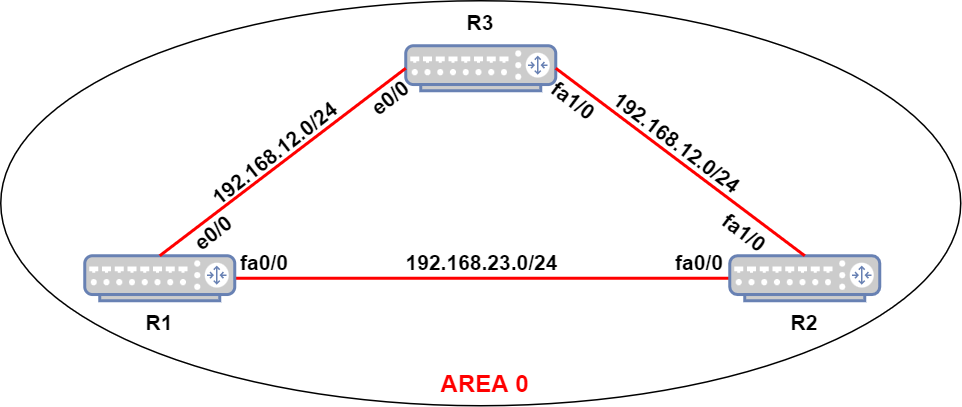 R3
e0/0
fa1/0
192.168.12.0/24
192.168.12.0/24
e0/0
fa1/0
fa0/0
192.168.23.0/24
fa0/0
R1
R2
AREA 0